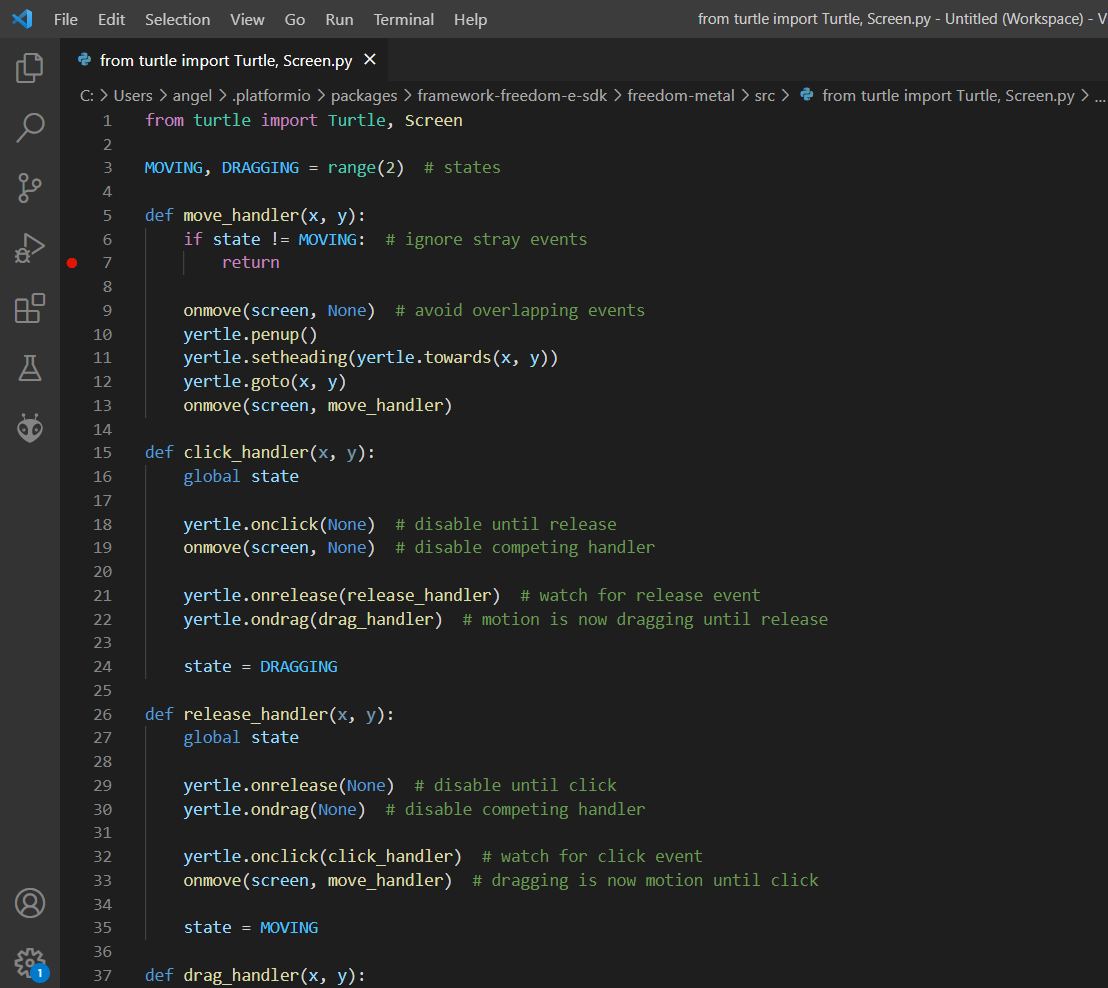 File Edit Selection View Go Run Terminal Help from turtle import Turtle, Screen.py - Untitled (Workspace) - V
from turtle import Turtle, Screen.py ×
C: > Users > angel > .platformio > packages > framework-freedom-e-sdk > freedom-metal > src > from turtle import Turtle, Screen.py > ...
1 from turtle import Turtle, Screen
2
3 MOVING, DRAGGING = range(2)  # states
4
5 def move_handler(x, y):
6     if state != MOVING:  # ignore stray events
7         return
8
9     onmove(screen, None)  # avoid overlapping events
10     yertle.penup()
11     yertle.setheading(yertle.towards(x, y))
12     yertle.goto(x, y)
13     onmove(screen, move_handler)
14
15 def click_handler(x, y):
16     global state
17
18     yertle.onclick(None)  # disable until release
19     onmove(screen, None)  # disable competing handler
20
21     yertle.onrelease(release_handler)  # watch for release event
22     yertle.ondrag(drag_handler)  # motion is now dragging until release
23
24     state = DRAGGING
25
26 def release_handler(x, y):
27     global state
28
29     yertle.onrelease(None)  # disable until click
30     yertle.ondrag(None)  # disable competing handler
31
32     yertle.onclick(click_handler)  # watch for click event
33     onmove(screen, move_handler)  # dragging is now motion until click
34
35     state = MOVING
36
37 def drag_handler(x, y):
1